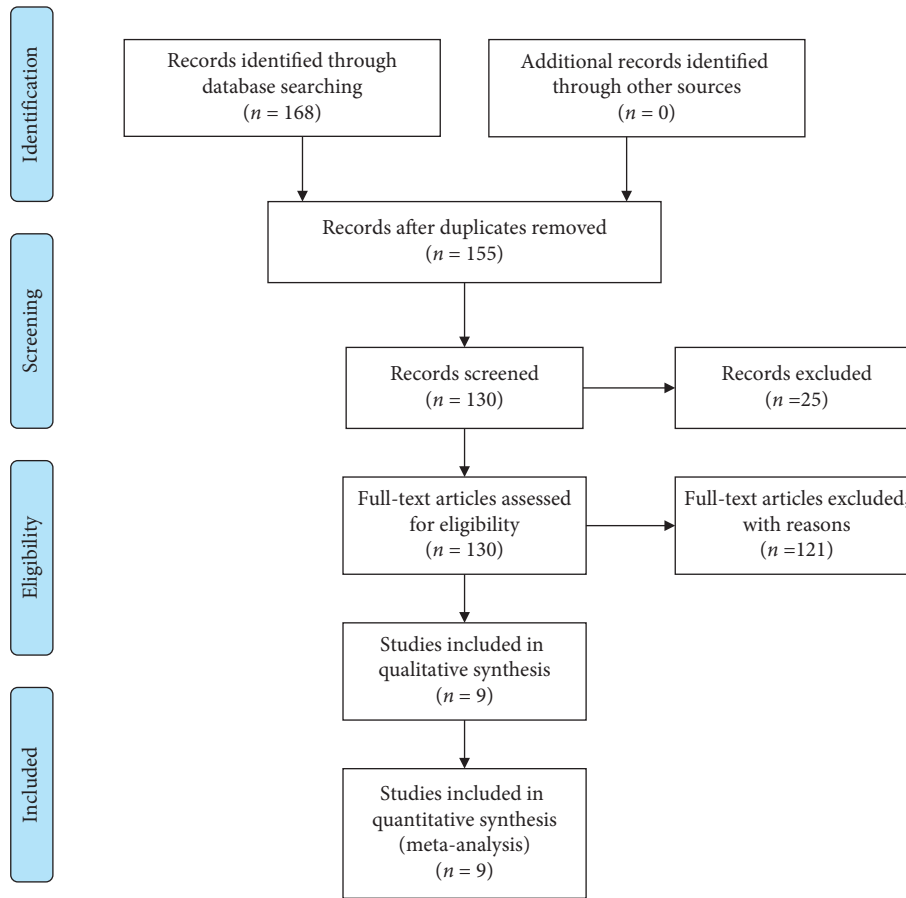 Identification
Records identified through
database searching
(n = 168)
Additional records identified
through other sources
(n = 0)
Records after duplicates removed
(n = 155)
Screening
Records screened
(n = 130)
Records excluded
(n =25)
Eligibility
Full-text articles assessed
for eligibility
(n = 130)
Full-text articles excluded,
with reasons
(n =121)
Studies included in
qualitative synthesis
(n = 9)
Included
Studies included in
quantitative synthesis
(meta-analysis)
(n = 9)